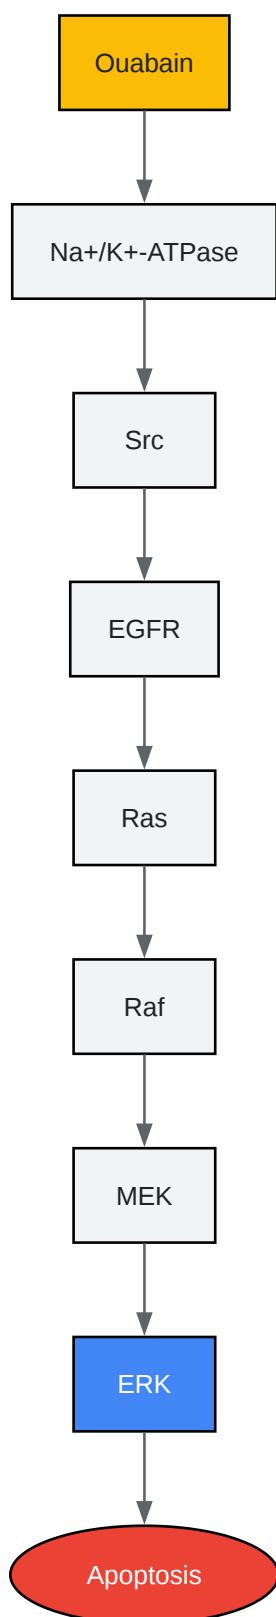 Ouabain
Na+/K+-ATPase
Src
EGFR
Ras
Raf
MEK
ERK
Apoptosis